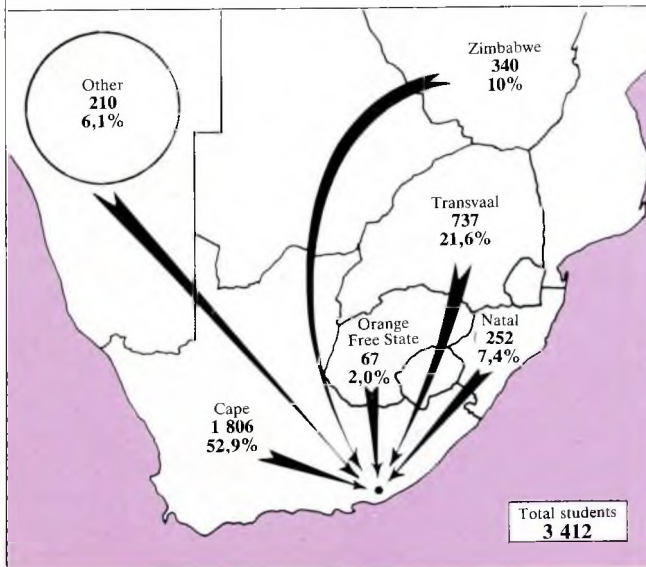 Other
210
6,1%
Zimbabwe
340
10%
Transvaal
737
21,6%
Orange
Free State
67
2,0%
Natal
252
7,4%
Cape
1 806
52,9%
Total students
3 412